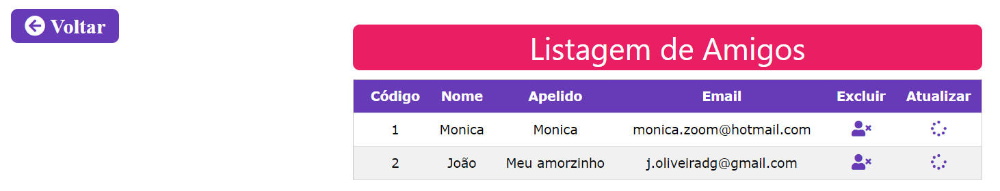 Voltar
Listagem de Amigos
Código Nome Apelido Email Excluir Atualizar
1 Monica Monica monica.zoom@hotmail.com
2 João Meu amorzinho j.oliveiradg@gmail.com